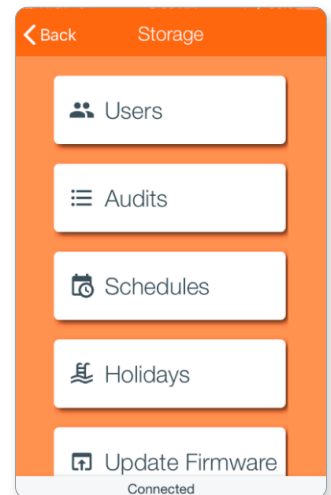 Back Storage
Users
Audits
Schedules
Holidays
Update Firmware
Connected